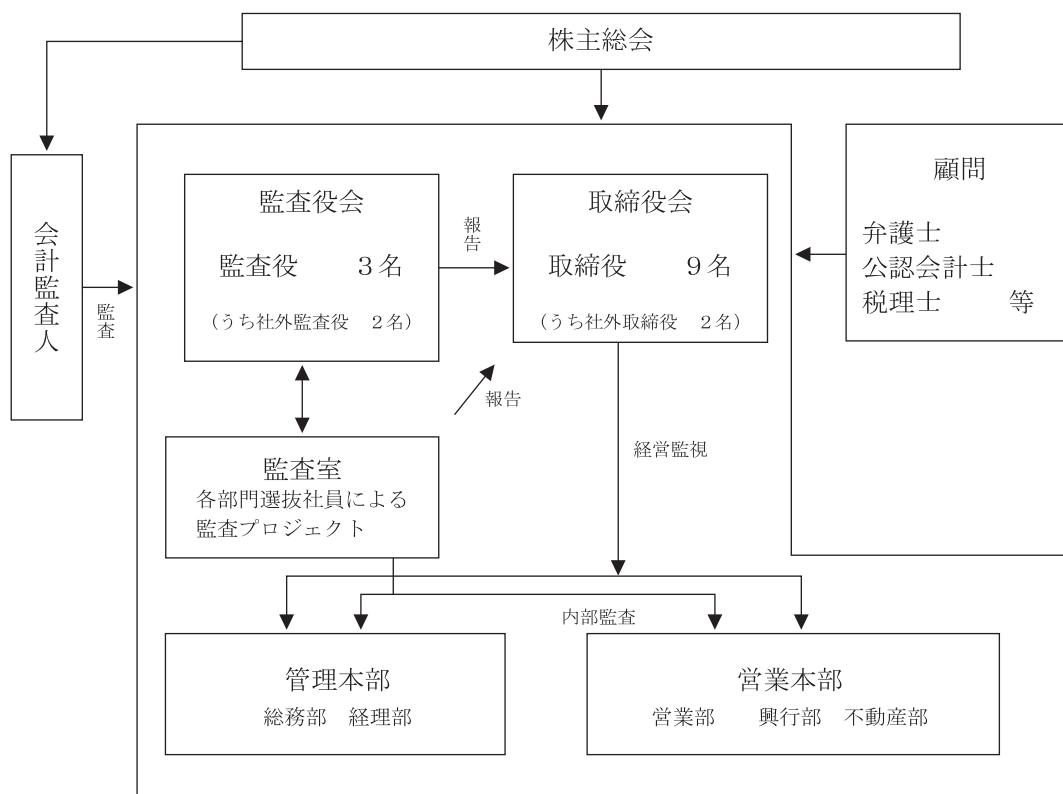 株主総会
会計監査人
監査
監査役会
監査役　　3名
（うち社外監査役　2名）
報告
取締役会
取締役　　9名
（うち社外取締役　2名）
顧問
弁護士
公認会計士
税理士　　　等
報告
監査室
各部門選抜社員による
監査プロジェクト
経営監視
内部監査
管理本部
総務部　経理部
営業本部
営業部　　興行部　不動産部